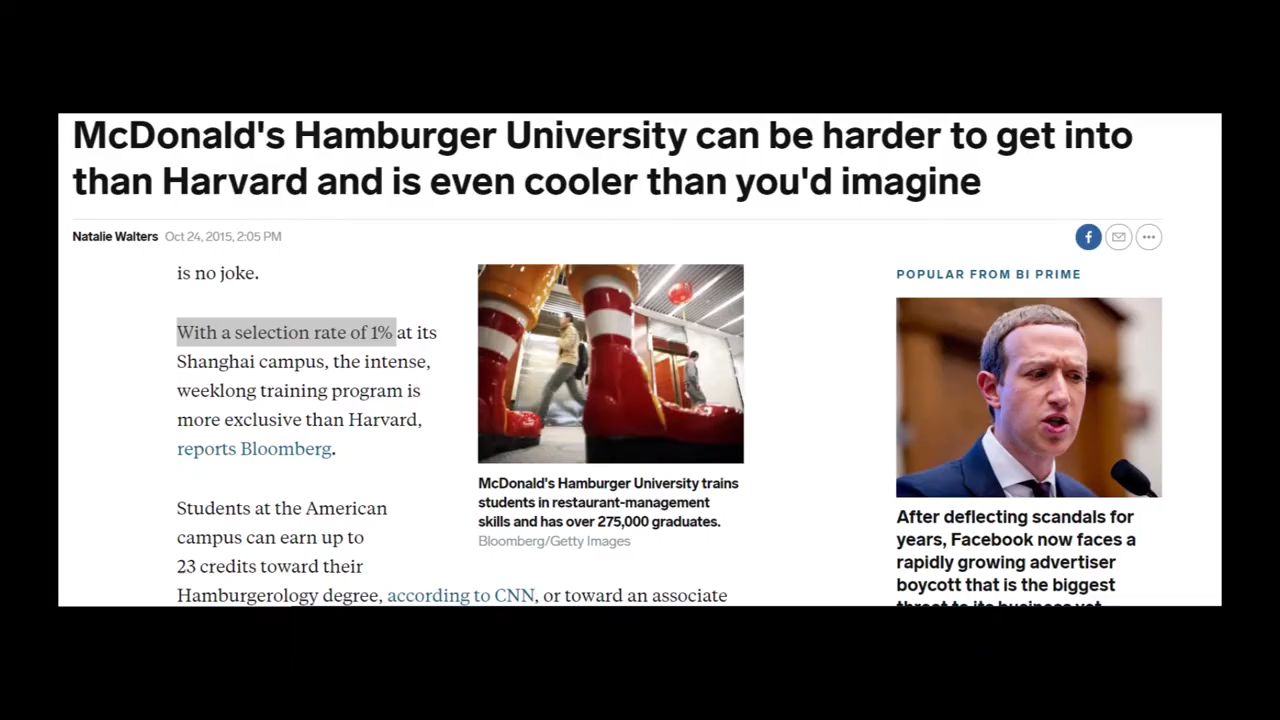 McDonald's Hamburger University can be harder to get into
than Harvard and is even cooler than you'd imagine
Natalie Walters Oct 24, 2015, 2:05 PM
is no joke.
With a selection rate of 1% at its
Shanghai campus, the intense,
weeklong training program is
more exclusive than Harvard,
reports Bloomberg.
Students at the American
campus can earn up to
23 credits toward their
Hamburgerology degree, according to CNN, or toward an associate
McDonald's Hamburger University trains
students in restaurant-management
skills and has over 275,000 graduates.
Bloomberg/Getty Images
POPULAR FROM BI PRIME
After deflecting scandals for
years, Facebook now faces a
rapidly growing advertiser
boycott that is the biggest
threat to its business yet